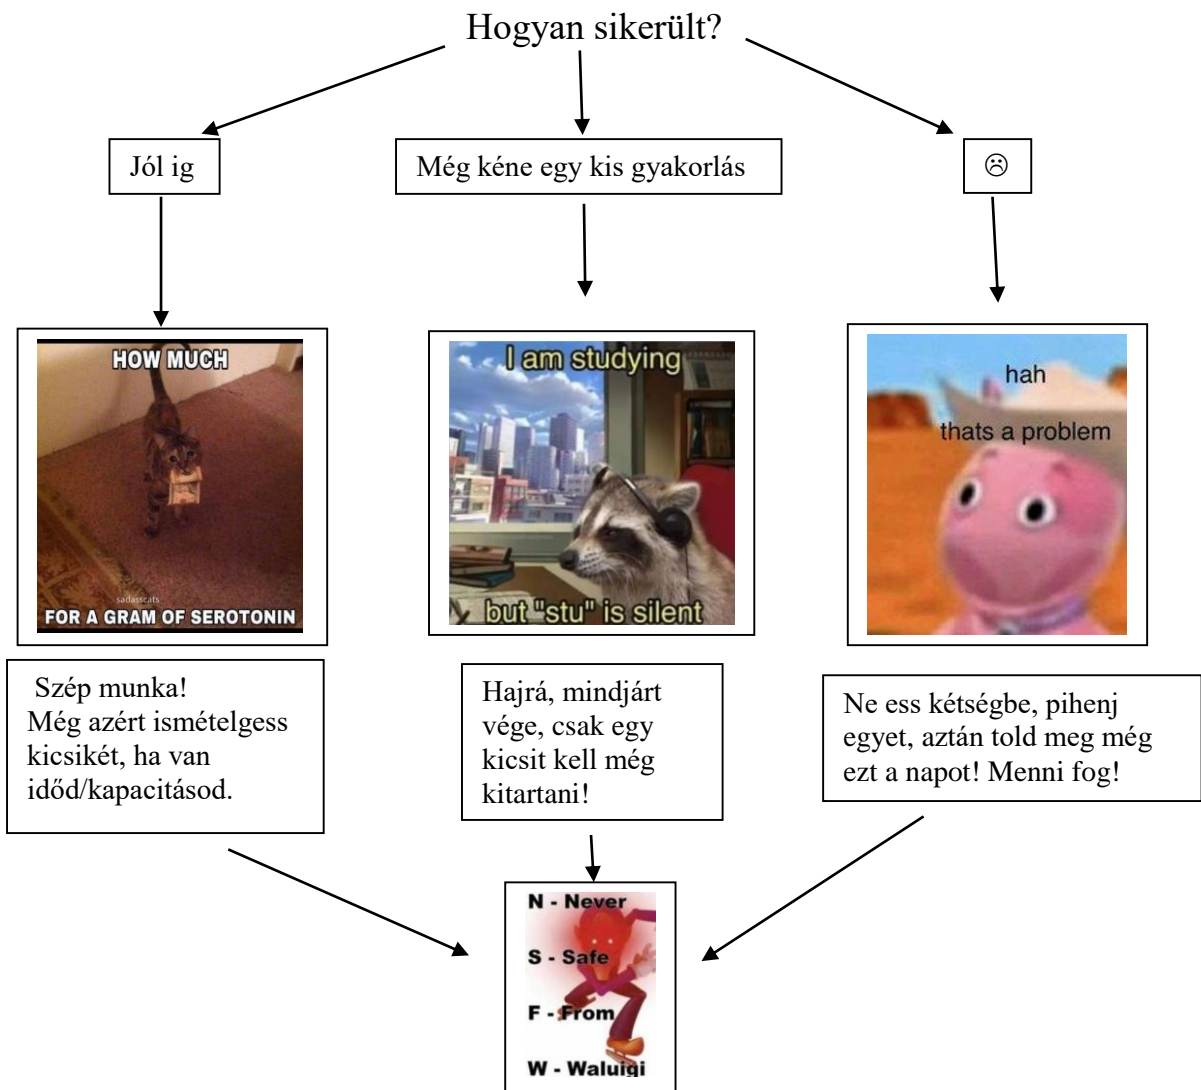 Hogyan sikerült?
Jól ig
Még kéne egy kis gyakorlás
☹
HOW MUCH
sadasscats
FOR A GRAM OF SEROTONIN
I am studying
but "stu" is silent
hah
thats a problem
Szép munka!
Még azért ismételgess
kicsikét, ha van
időd/kapacitásod.
Hajrá, mindjárt
vége, csak egy
kicsit kell még
kitartani!
Ne ess kétségbe, pihenj
egyet, aztán told meg még
ezt a napot! Menni fog!
N - Never
S - Safe
F - From
W - Waluigi